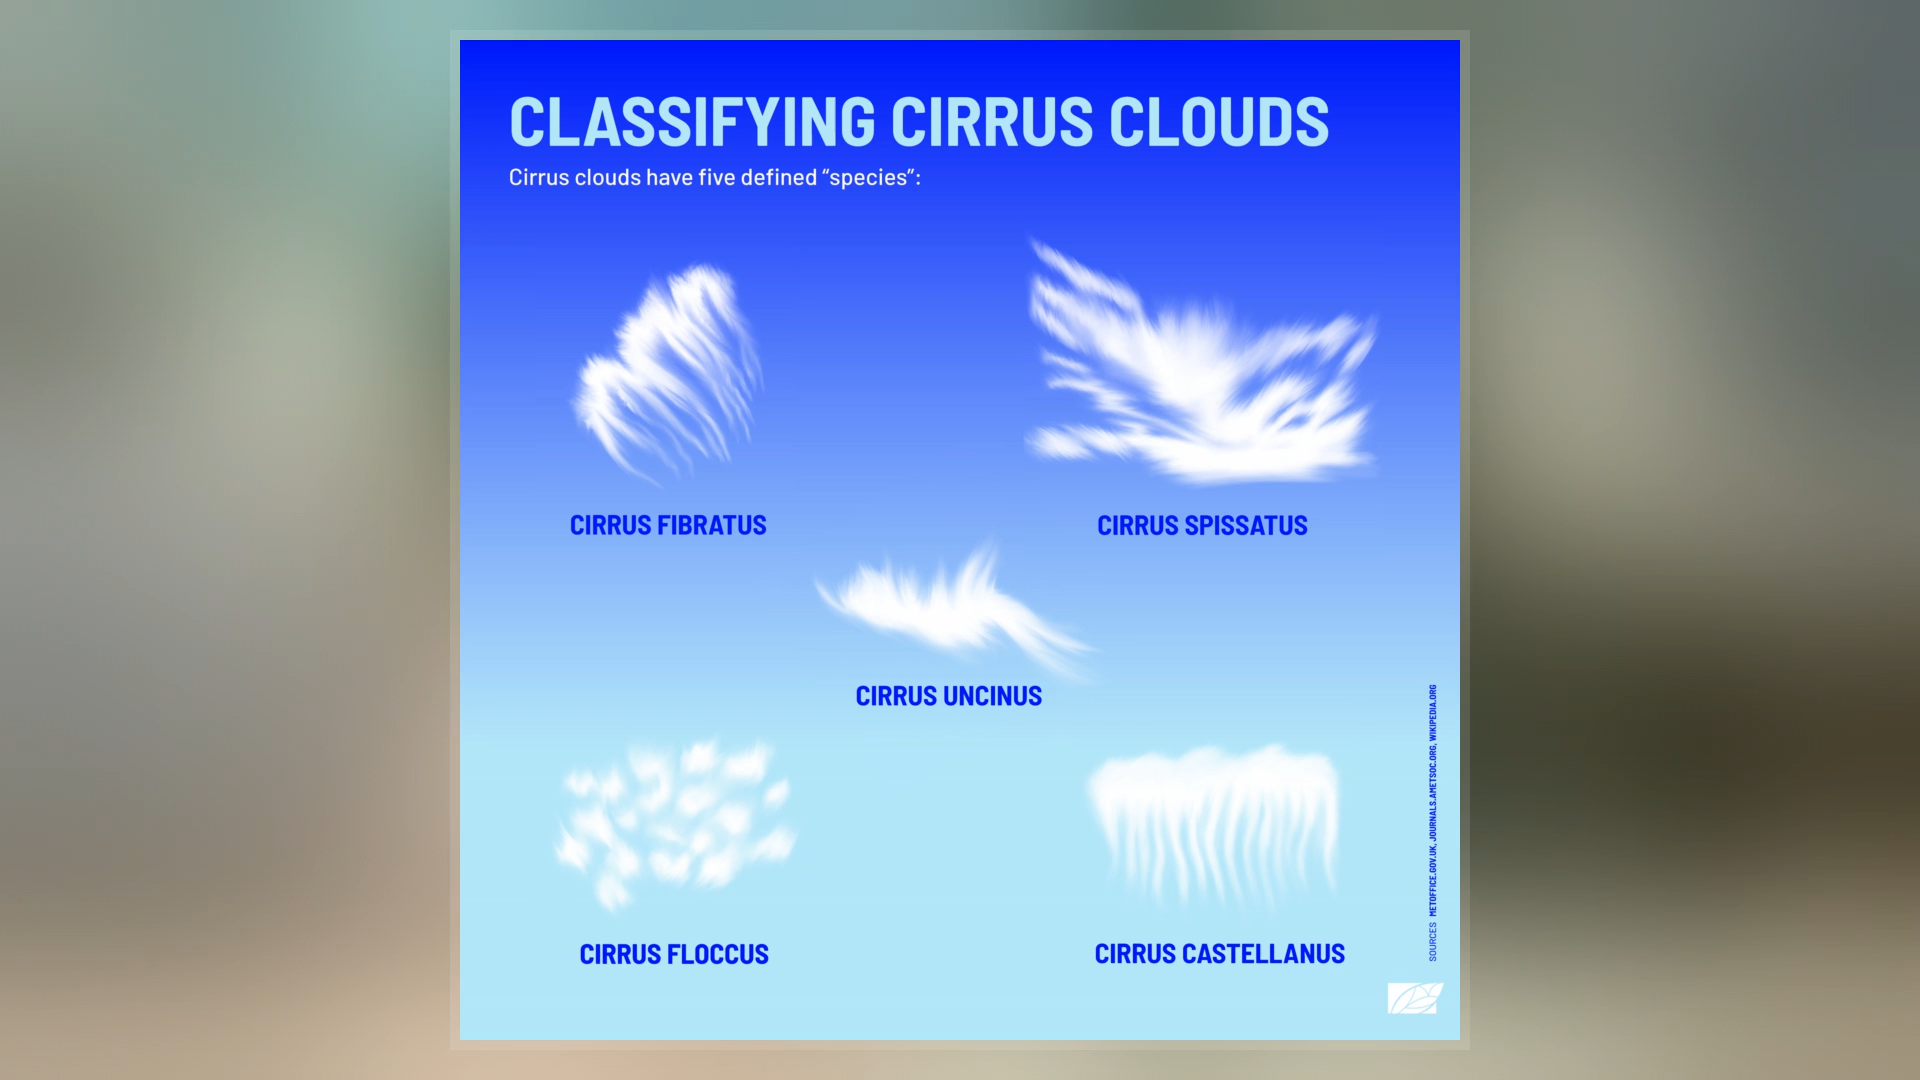 CLASSIFYING CIRRUS CLOUDS
Cirrus clouds have five defined “species”:
CIRRUS FIBRATUS
CIRRUS SPISSATUS
CIRRUS UNCINUS
CIRRUS FLOCCUS
CIRRUS CASTELLANUS
SOURCES METOFFICE.GOV.UK, JOURNALS.AMETSOC.ORG, WIKIPEDIA.ORG